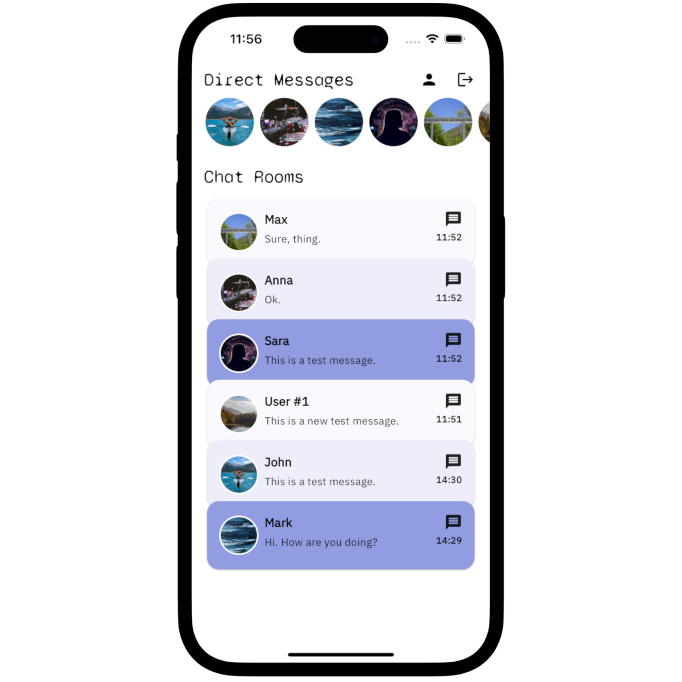 11:56
Direct Messages
Chat Rooms
Max
Sure, thing.
11:52
Anna
Ok.
11:52
Sara
This is a test message.
11:52
User #1
This is a new test message.
11:51
John
This is a test message.
14:30
Mark
Hi. How are you doing?
14:29